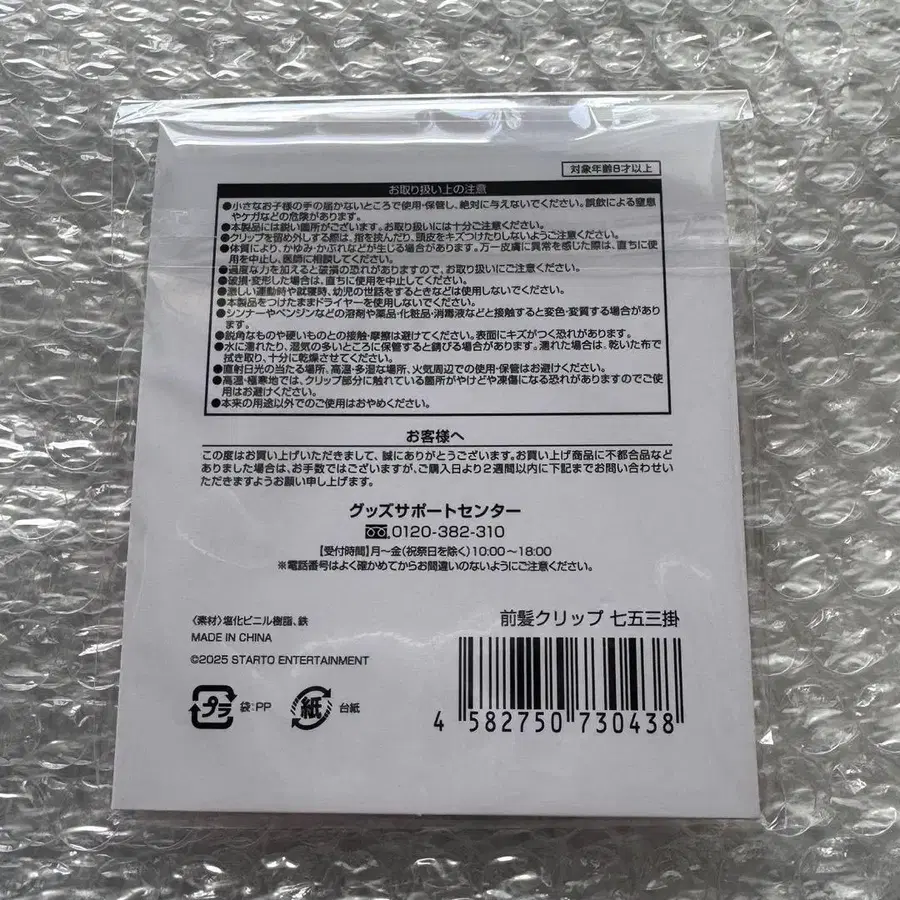 対象年齢8才以上
お取り扱い上の注意
●小さなお子様の手の届かないところで使用・保管し、絶対に与えないでください。誤飲による窒息
やケガなどの危険があります。
●本製品には鋭い箇所がございます。お取り扱いには十分ご注意ください。
●クリップを留め外しする際は、指を挟んだり、頭皮をキズつけたりしないようご注意ください。
●体質により、かゆみ・かぶれなどが生じる場合があります。万一皮膚に異常を感じた際は、直ちに使
用を中止し、医師に相談してください。
●過度な力を加えると破損の恐れがありますので、お取り扱いにご注意ください。
●破損・変形した場合は、直ちに使用を中止してください。
●激しい運動時や就寝時、幼児の世話をするときなどは使用しないでください。
●本製品をつけたままドライヤーを使用しないでください。
●シンナーやベンジンなどの溶剤や薬品・化粧品・消毒液などと接触すると変色・変質する場合があり
ます。
●鋭角なものや硬いものとの接触・摩擦は避けてください。表面にキズがつく恐れがあります。
●水に濡れたり、湿気の多いところに保管すると錆びる場合があります。濡れた場合は、乾いた布で
拭き取り、十分に乾燥させてください。
●直射日光の当たる場所、高温・多湿な場所、火気周辺での使用・保管はお避けください。
●高温・極寒地では、クリップ部分に触れている箇所がやけどや凍傷になる恐れがありますのでご使
用はお避けください。
●本来の用途以外でのご使用はおやめください。
お客様へ
この度はお買い上げいただきまして、誠にありがとうございます。お買い上げ商品に不都合品など
ありました場合は、お手数ではございますが、ご購入日より2週間以内に下記までお問い合わせい
ただきますようお願い申し上げます。
グッズサポートセンター
0120-382-310
【受付時間】月〜金(祝祭日を除く)10:00〜18:00
※電話番号はよく確かめてからお間違いのないようにご注意ください。
〈素材〉塩化ビニル樹脂、鉄
MADE IN CHINA
©2025 STARTO ENTERTAINMENT
前髪クリップ 七五三掛
プラ 袋:PP
紙 台紙
4 582750 730438